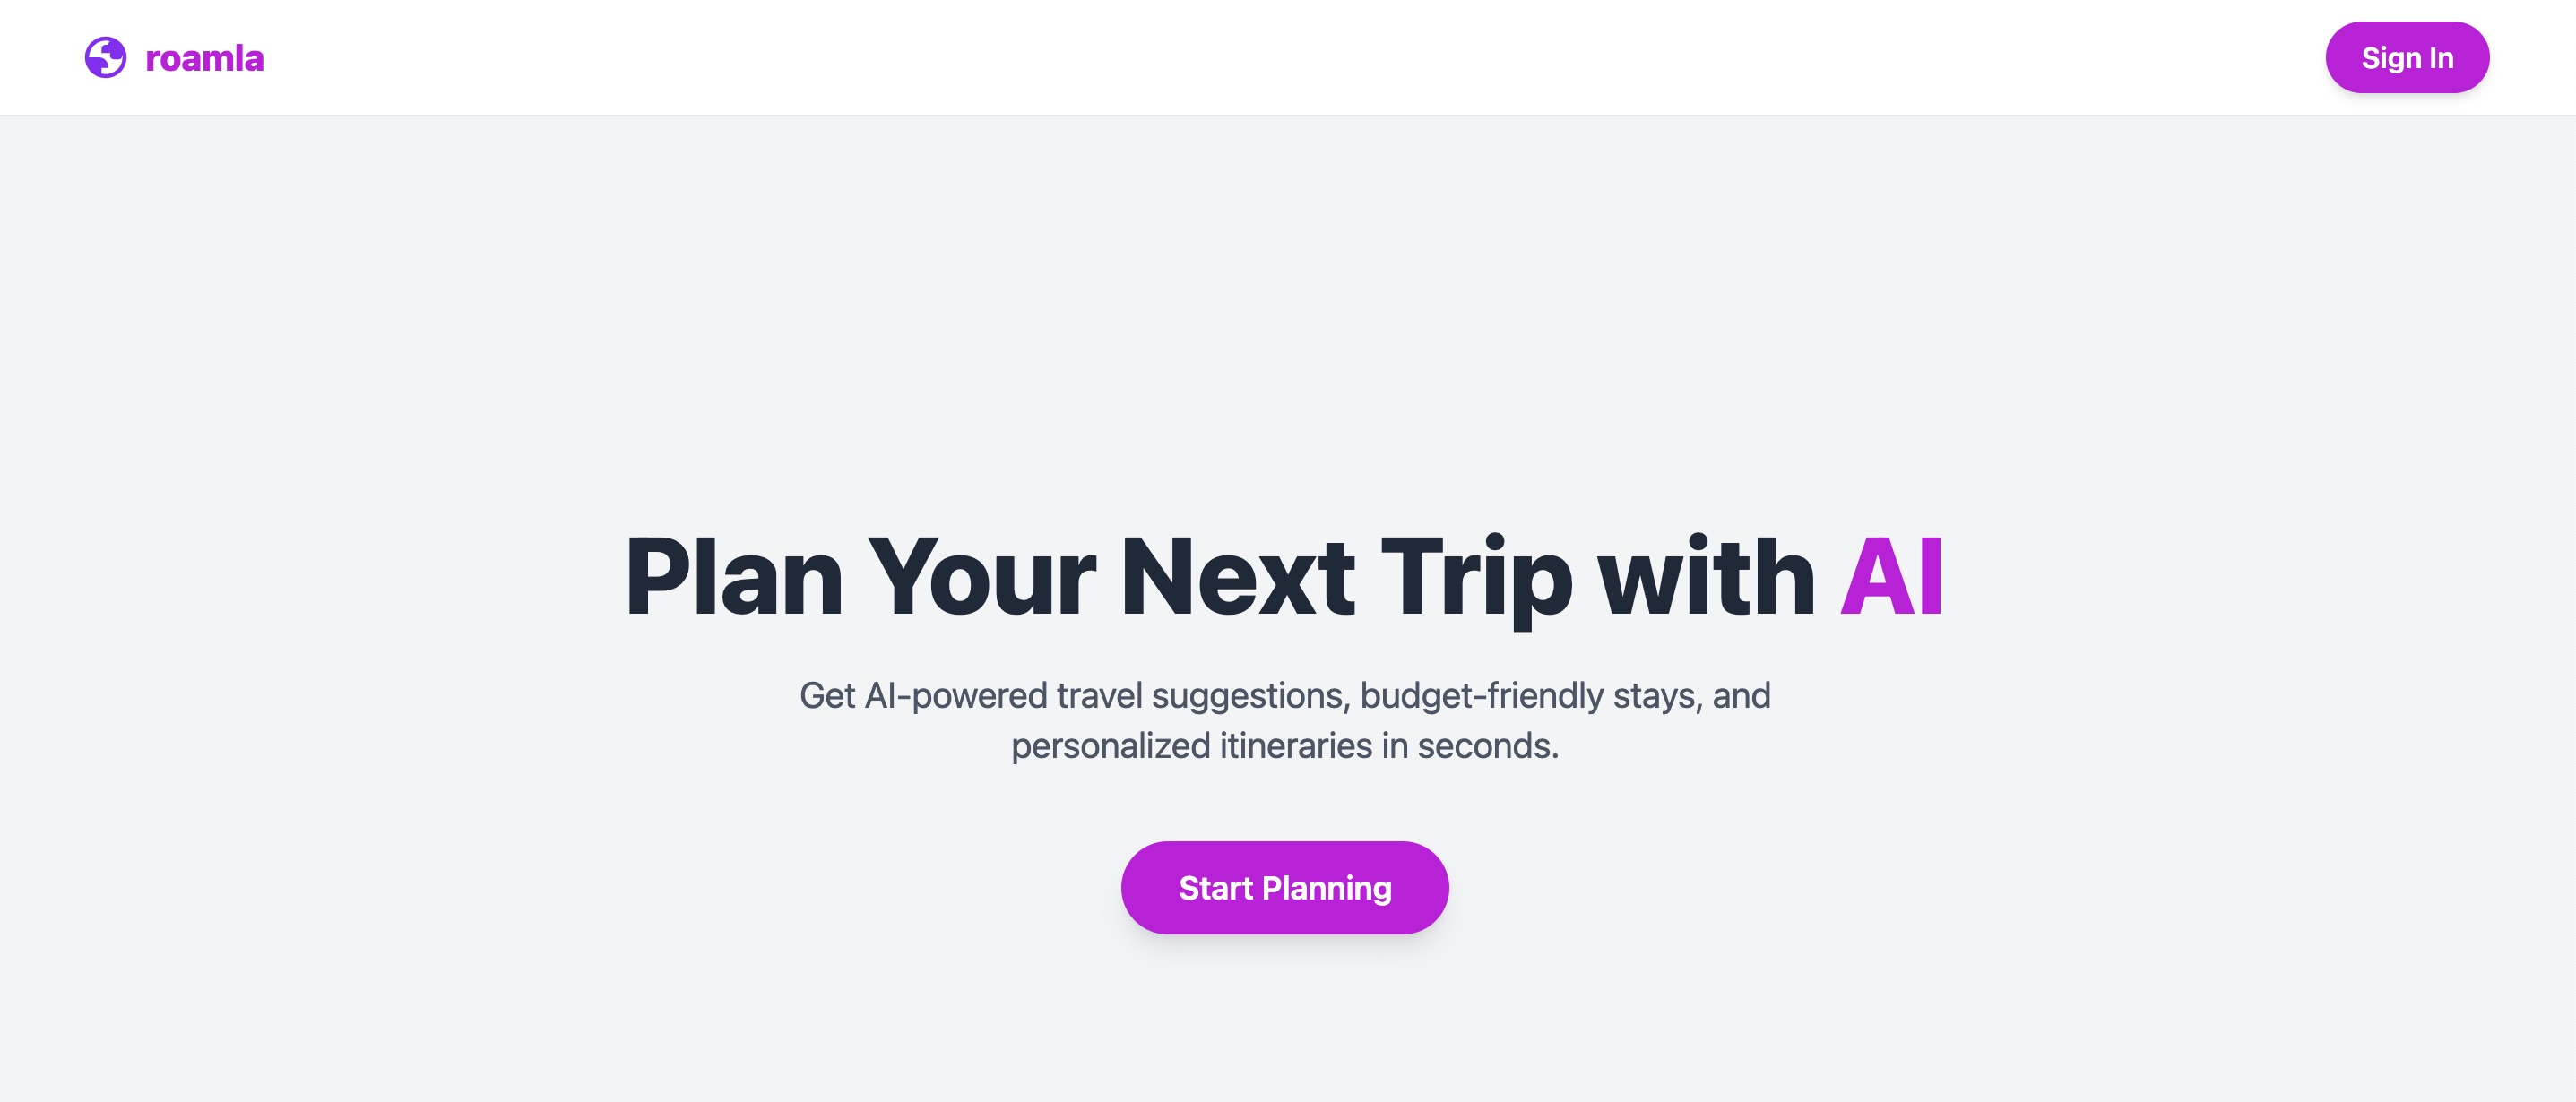 roamla
Sign In
Plan Your Next Trip with AI
Get AI-powered travel suggestions, budget-friendly stays, and
personalized itineraries in seconds.
Start Planning